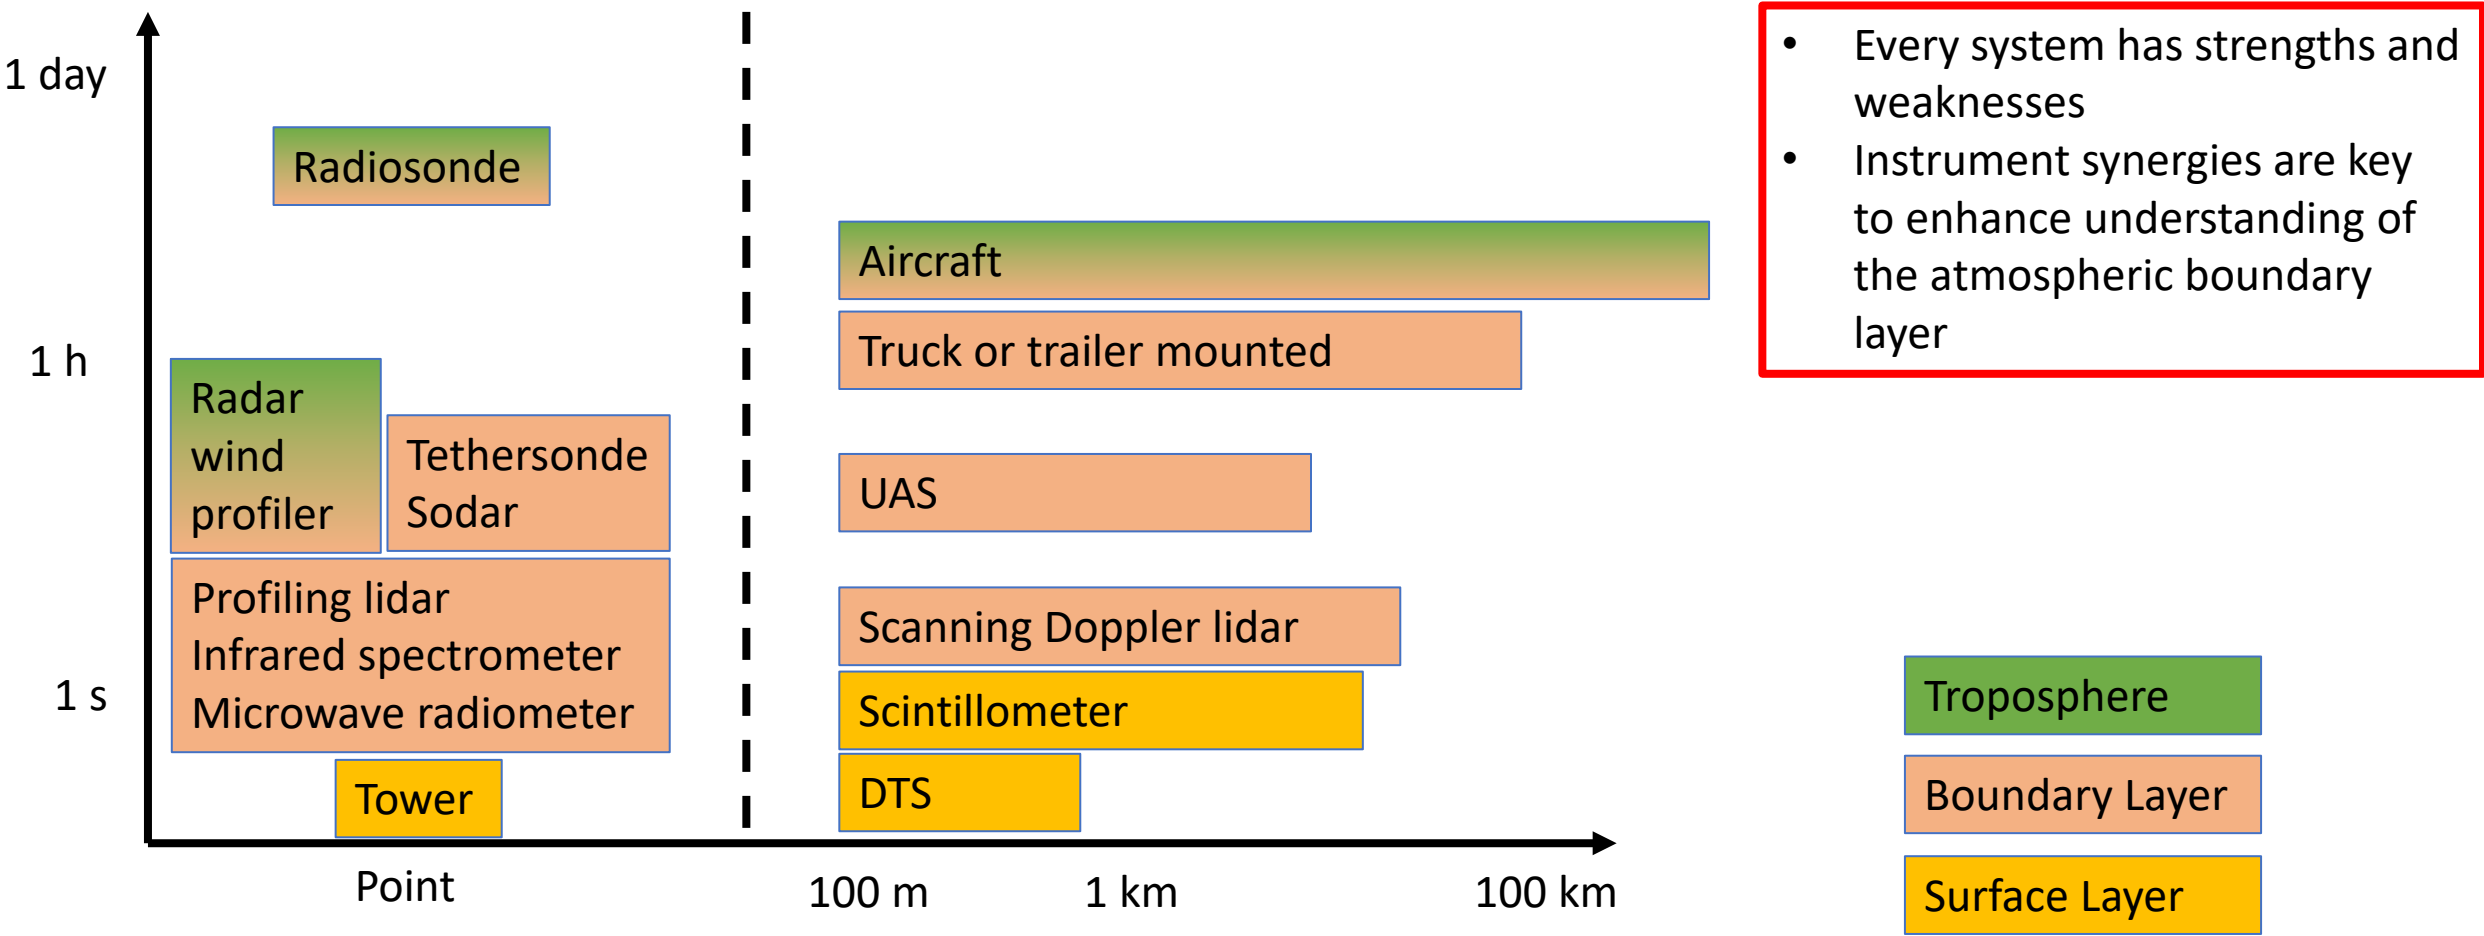 1 day
1 h
1 s
Radiosonde
Radar
wind
profiler
Tethersonde
Sodar
Profiling lidar
Infrared spectrometer
Microwave radiometer
Tower
Aircraft
Truck or trailer mounted
UAS
Scanning Doppler lidar
Scintillometer
DTS
Point
100 m
1 km
100 km
• Every system has strengths and
weaknesses
• Instrument synergies are key
to enhance understanding of
the atmospheric boundary
layer
Troposphere
Boundary Layer
Surface Layer